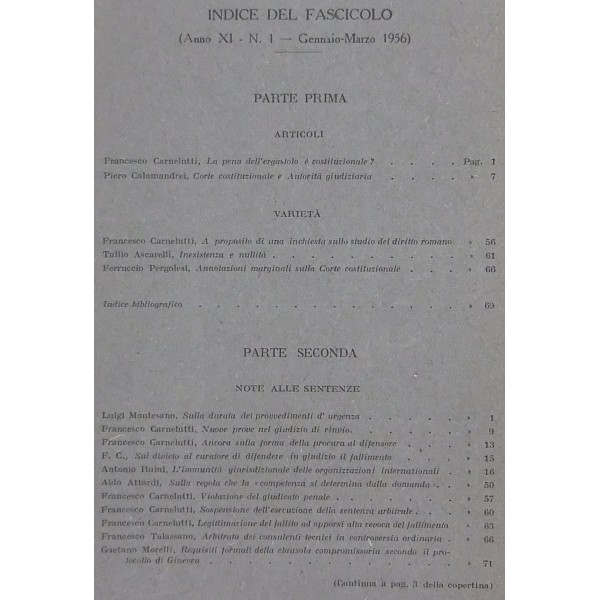 INDICE DEL FASCICOLO
(Anno XI - N. 1 — Gennaio-Marzo 1956)
PARTE PRIMA
ARTICOLI
Francesco Carnelutti, La pena dell'ergastolo è costituzionale? . . . . Pag. 1
Piero Calamandrei, Corte costituzionale e Autorità giudiziaria . . . . » 7
VARIETÀ
Francesco Carnelutti, A proposito di una inchiesta sullo studio del diritto romano » 56
Tullio Ascarelli, Inesistenza e nullità . . . . . . . . . » 61
Ferruccio Pergolesi, Annotazioni marginali sulla Corte costituzionale . . . » 66
Indice bibliografico . . . . . . . . . . . . » 69
PARTE SECONDA
NOTE ALLE SENTENZE
Luigi Montesano, Sulla durata dei provvedimenti d'urgenza . . . . . » 1
Francesco Carnelutti, Nuove prove nel giudizio di rinvio. . . . . . » 9
Francesco Carnelutti, Ancora sulla forma della procura al difensore . . . » 13
F. C., Sul divieto al curatore di difendere in giudizio il fallimento . . . » 15
Antonio Ruini, L'immunità giurisdizionale delle organizzazioni internazionali . » 16
Aldo Attardi, Sulla regola che la «competenza si determina dalla domanda» . » 50
Francesco Carnelutti, Violazione del giudicato penale . . . . . . » 57
Francesco Carnelutti, Sospensione dell'esecuzione della sentenza arbitrale . . » 60
Francesco Carnelutti, Legittimazione del fallito ad opporsi alla revoca del fallimento » 63
Francesco Talassano, Arbitrato dei consulenti tecnici in controversia ordinaria . » 66
Gaetano Morelli, Requisiti formali della clausola compromissoria secondo il pro-
tocollo di Ginevra . . . . . . . . . . . . » 71
(Continua a pag. 3 della copertina)